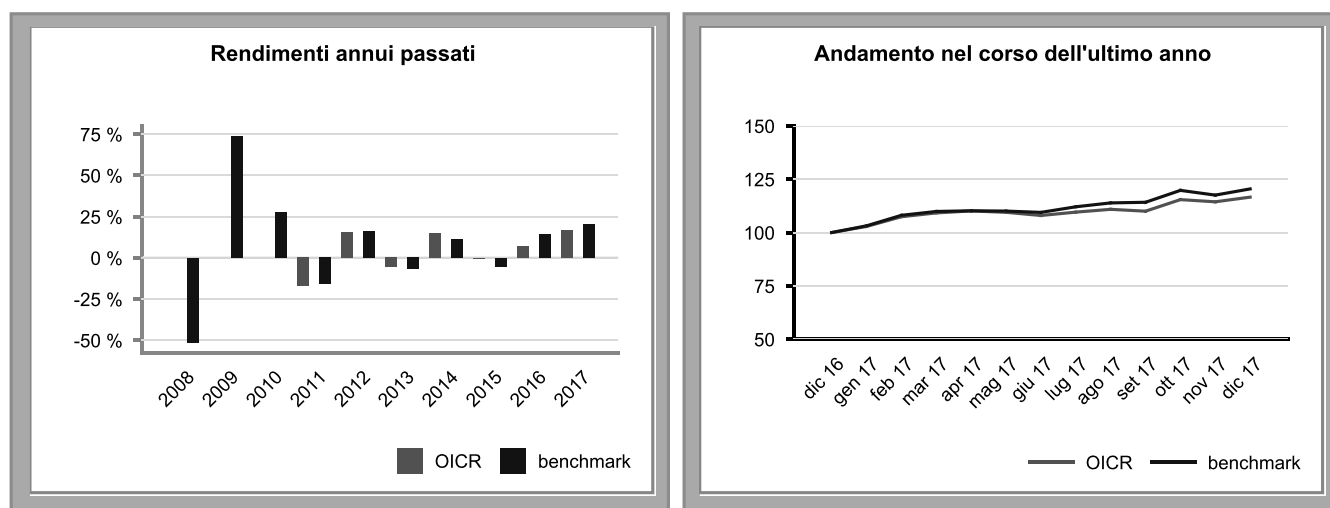 Rendimenti annui passati
75 %
50 %
25 %
0 %
-25 %
-50 %
2008
2009
2010
2011
2012
2013
2014
2015
2016
2017
OICR
benchmark
Andamento nel corso dell'ultimo anno
150
125
100
75
50
dic 16
gen 17
feb 17
mar 17
apr 17
mag 17
giu 17
lug 17
ago 17
set 17
ott 17
nov 17
dic 17
OICR
benchmark